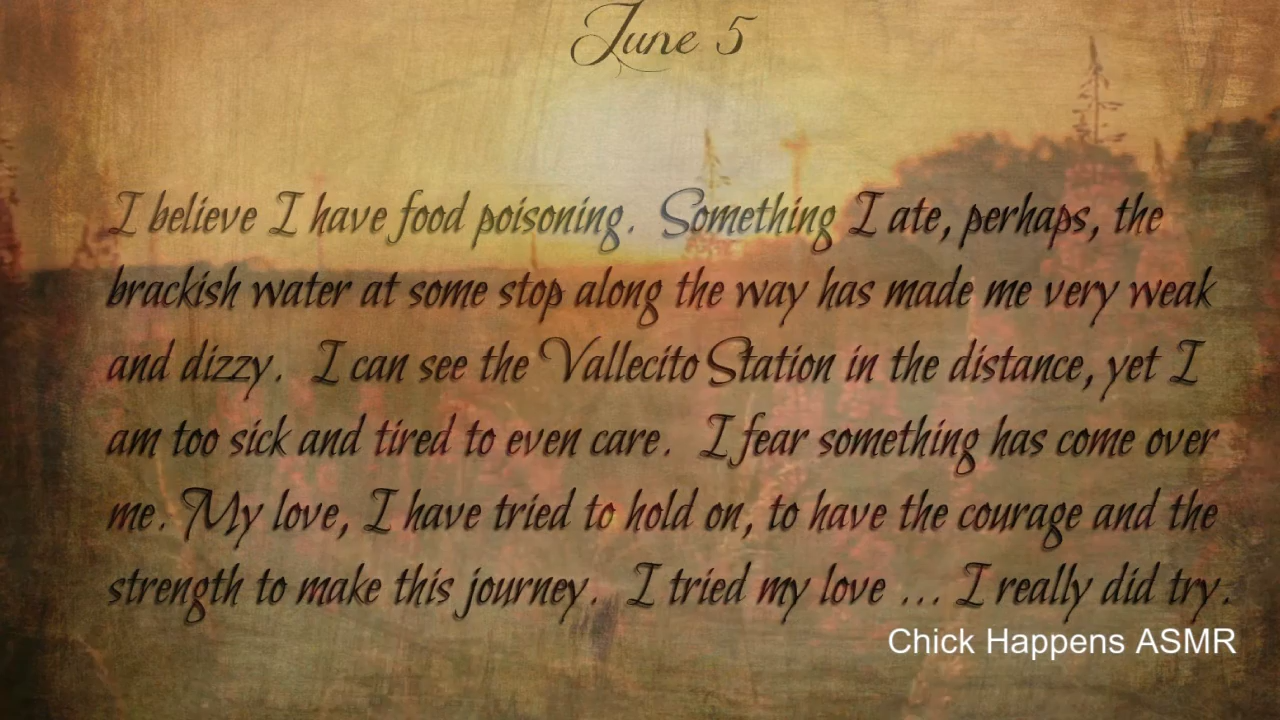 June 5
I believe I have food poisoning. Something I ate, perhaps, the
brackish water at some stop along the way has made me very weak
and dizzy. I can see the Vallecito Station in the distance, yet I
am too sick and tired to even care. I fear something has come over
me. My love, I have tried to hold on, to have the courage and the
strength to make this journey. I tried my love ... I really did try.
Chick Happens ASMR